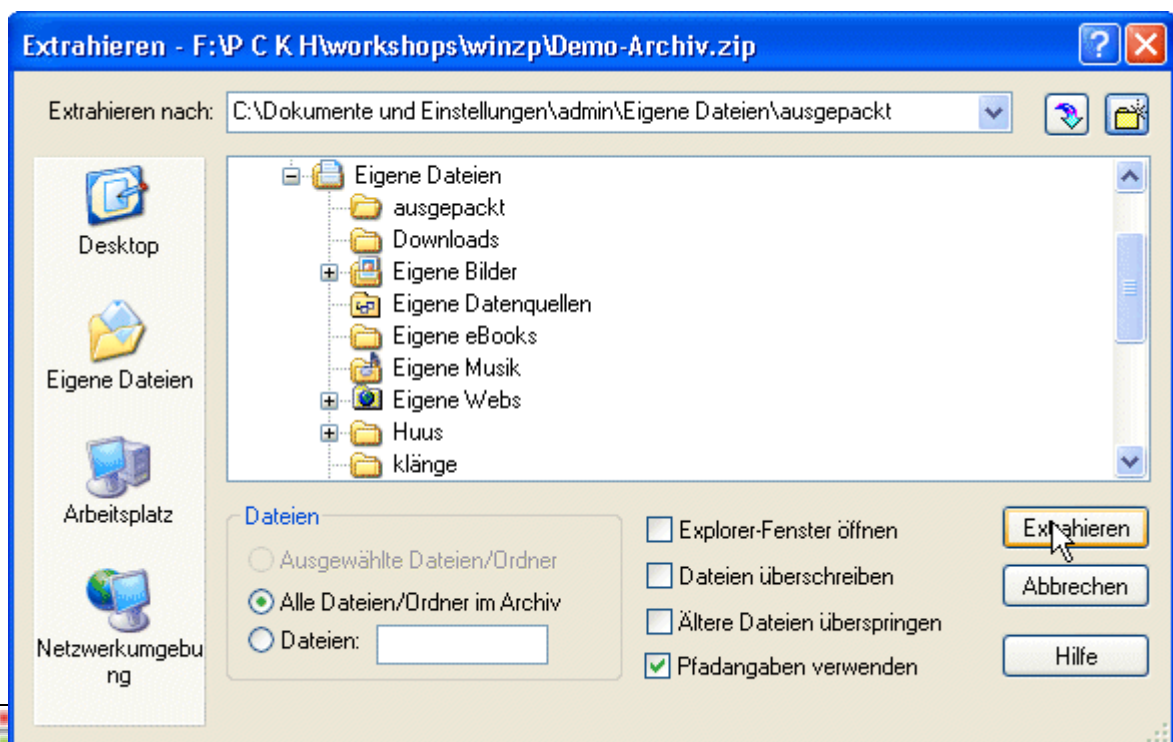 Extrahieren - F:\P C K H\workshops\winzp\Demo-Archiv.zip
Extrahieren nach: C:\Dokumente und Einstellungen\admin\Eigene Dateien\ausgepackt
Desktop
Eigene Dateien
Arbeitsplatz
Netzwerkumgebu
ng
Eigene Dateien
ausgepackt
Downloads
Eigene Bilder
Eigene Datenquellen
Eigene eBooks
Eigene Musik
Eigene Webs
Huus
klänge
Dateien
Ausgewählte Dateien/Ordner
Alle Dateien/Ordner im Archiv
Dateien:
Explorer-Fenster öffnen
Dateien überschreiben
Ältere Dateien überspringen
Pfadangaben verwenden
Extrahieren
Abbrechen
Hilfe